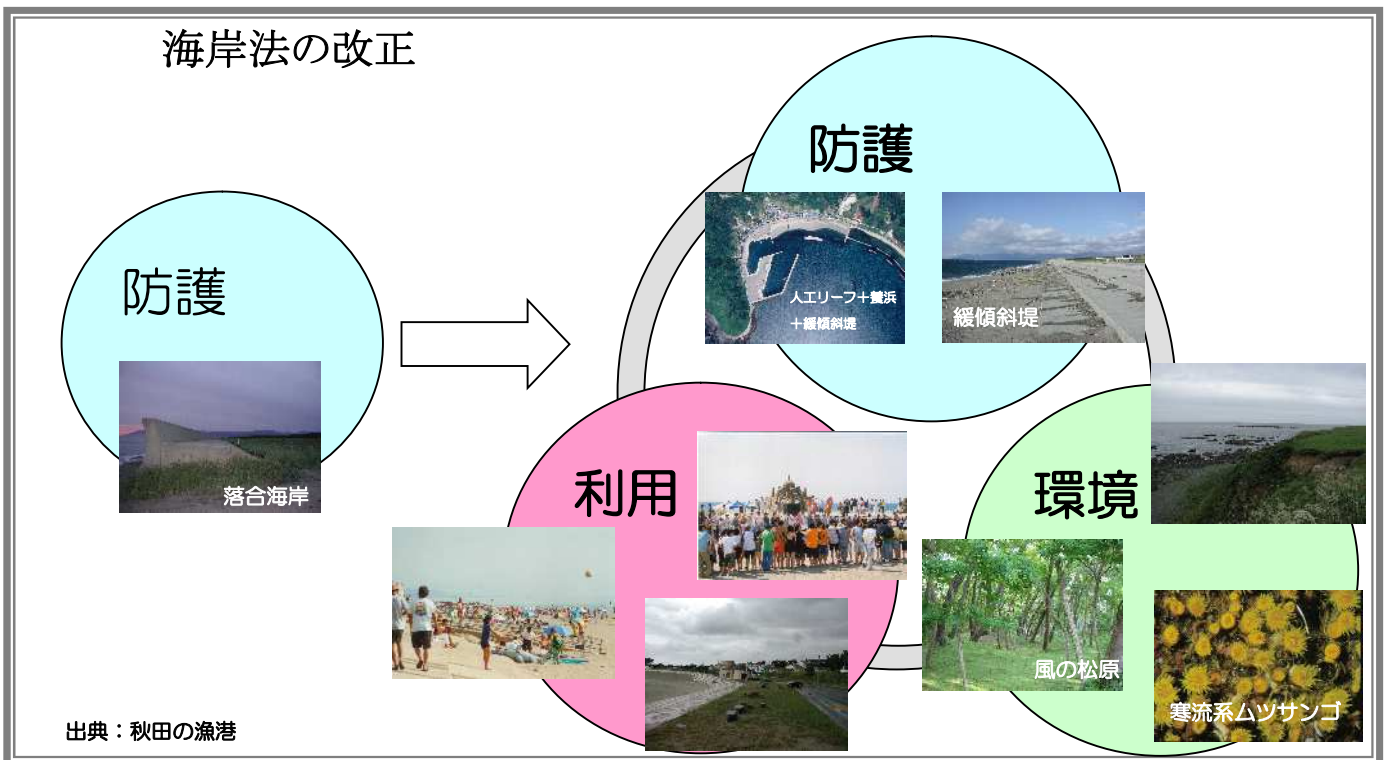 海岸法の改正
防護
落合海岸
防護
人工リーフ＋養浜
＋緩傾斜堤
緩傾斜堤
利用
環境
風の松原
寒流系ムツサンゴ
出典：秋田の漁港